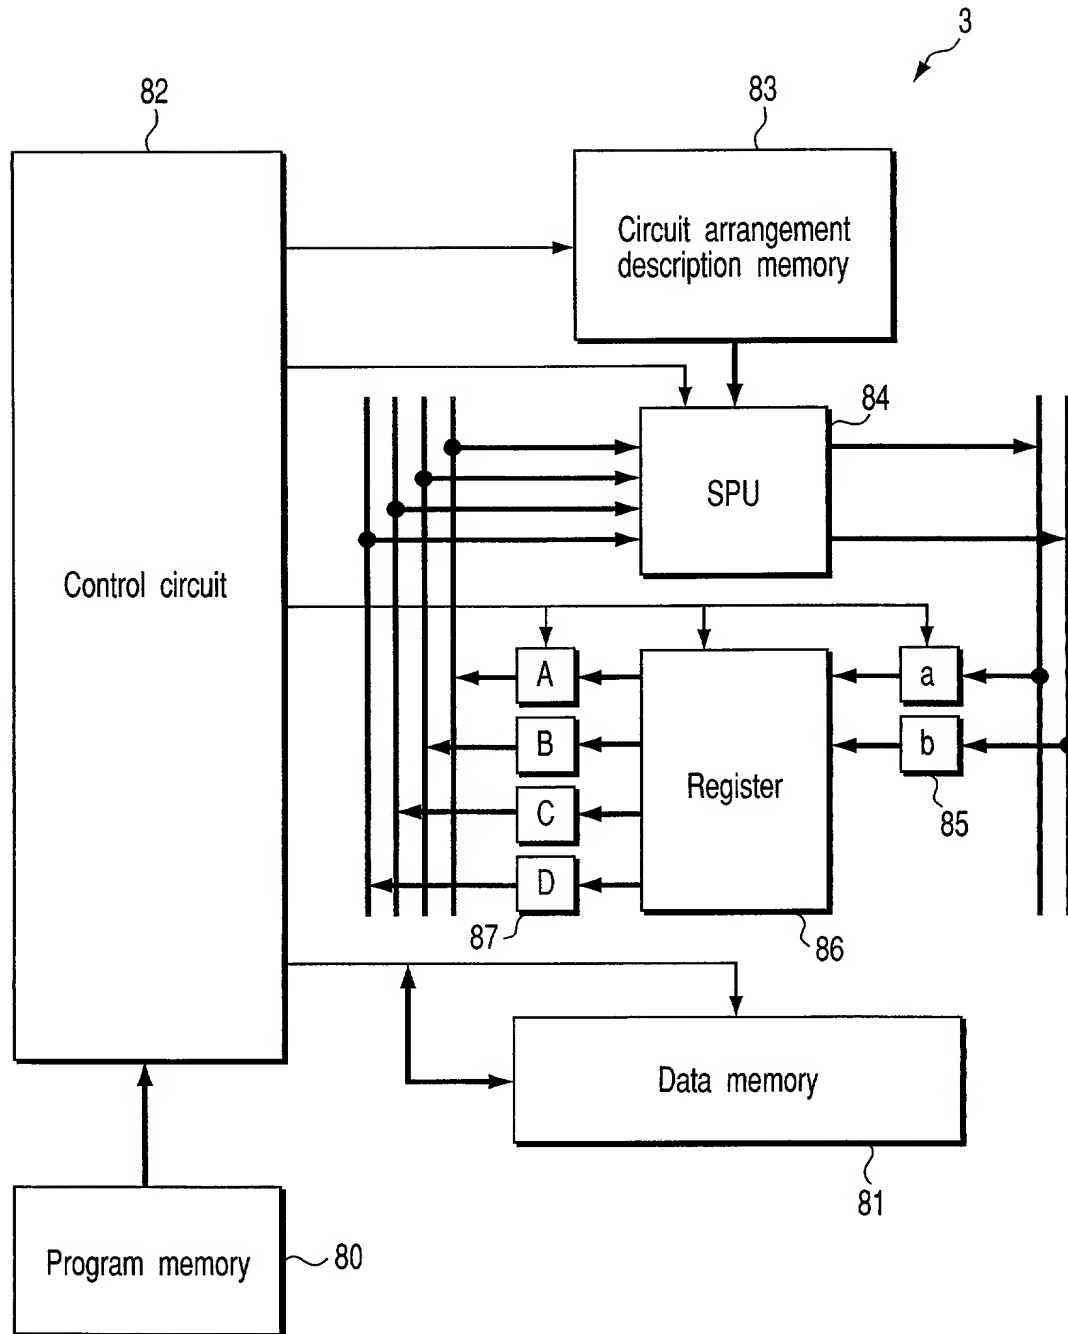 3
82
83
Circuit arrangement
description memory
84
SPU
Control circuit
A
a
B
b
Register
C
85
D
87
86
Data memory
81
Program memory
80